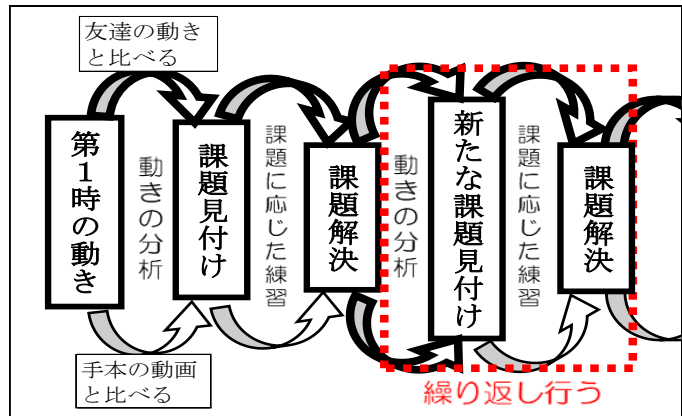 友達の動き
と比べる
第1時の動き
動きの分析
課題見付け
課題に応じた練習
課題解決
動きの分析
新たな課題見付け
課題に応じた練習
課題解決
手本の動画
と比べる
繰り返し行う